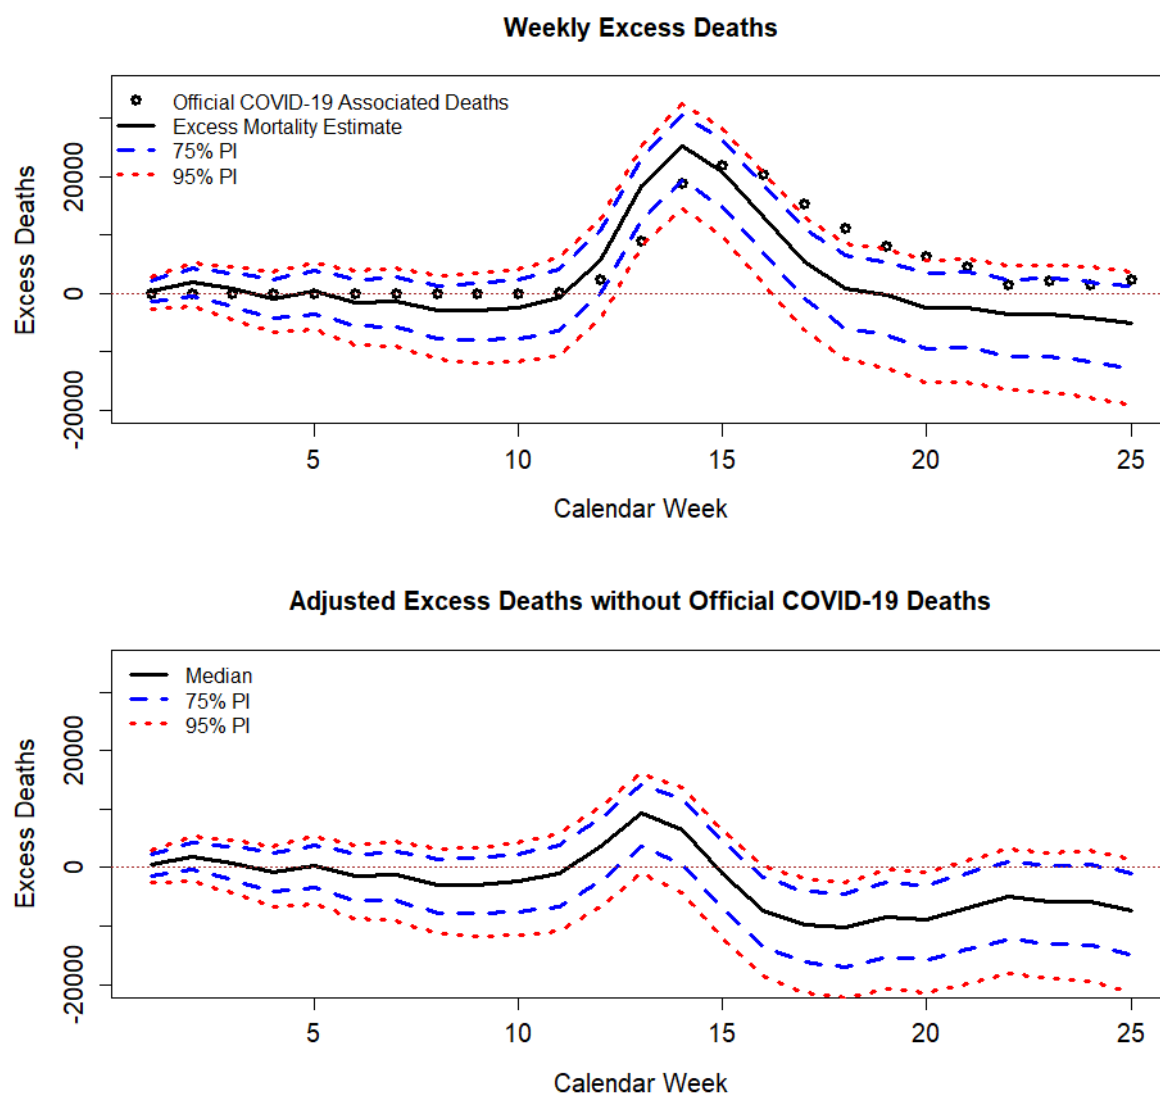 Weekly Excess Deaths
Official COVID-19 Associated Deaths
Excess Mortality Estimate
75% PI
95% PI
Excess Deaths
20000
0
-20000
5 10 15 20 25
Calendar Week
Adjusted Excess Deaths without Official COVID-19 Deaths
Median
75% PI
95% PI
Excess Deaths
20000
0
-20000
5 10 15 20 25
Calendar Week